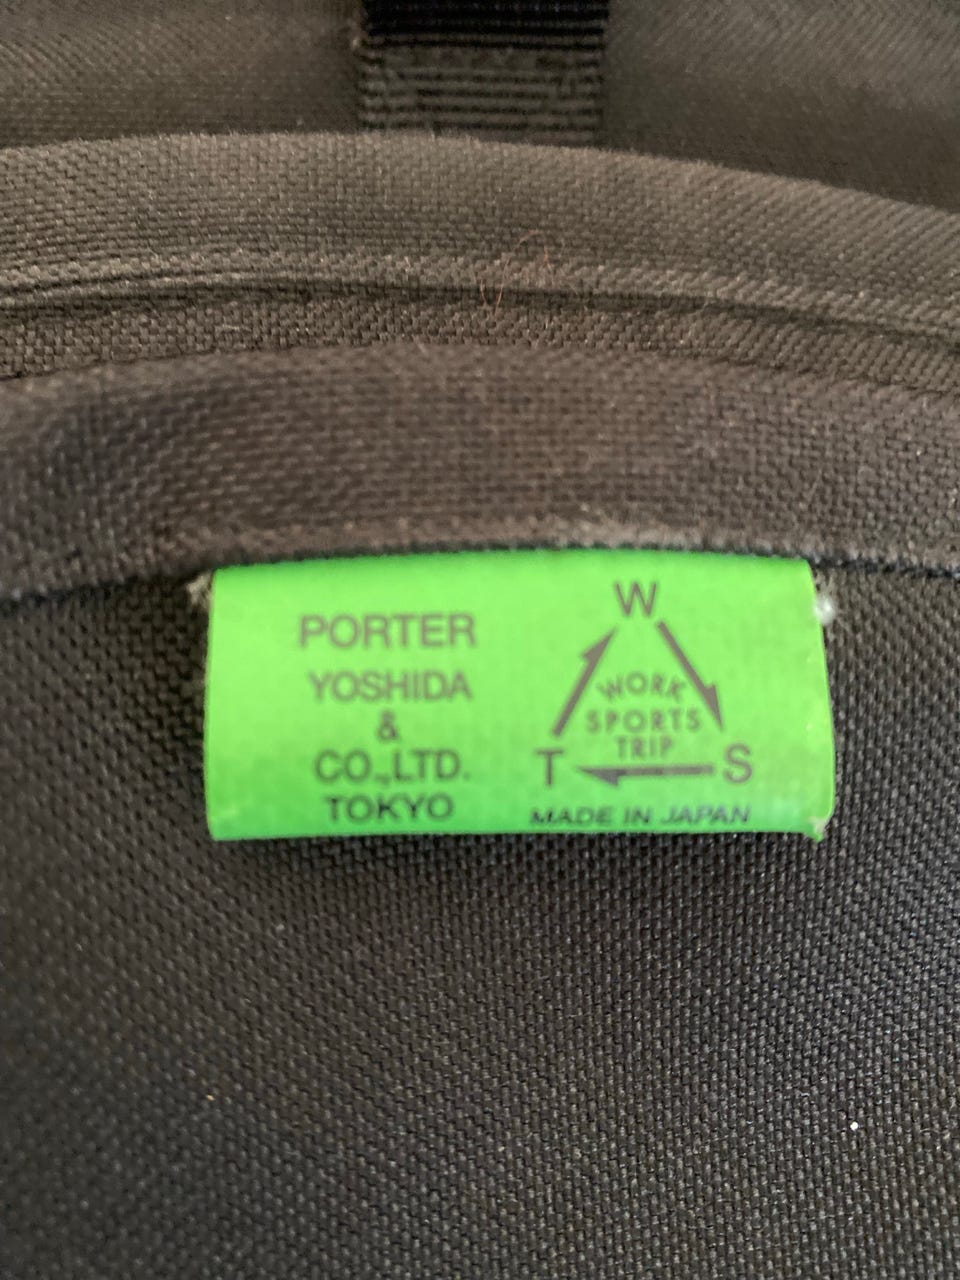 PORTER
YOSHIDA
&
CO.,LTD.
TOKYO
W
WORK
SPORTS
TRIP
T S
MADE IN JAPAN